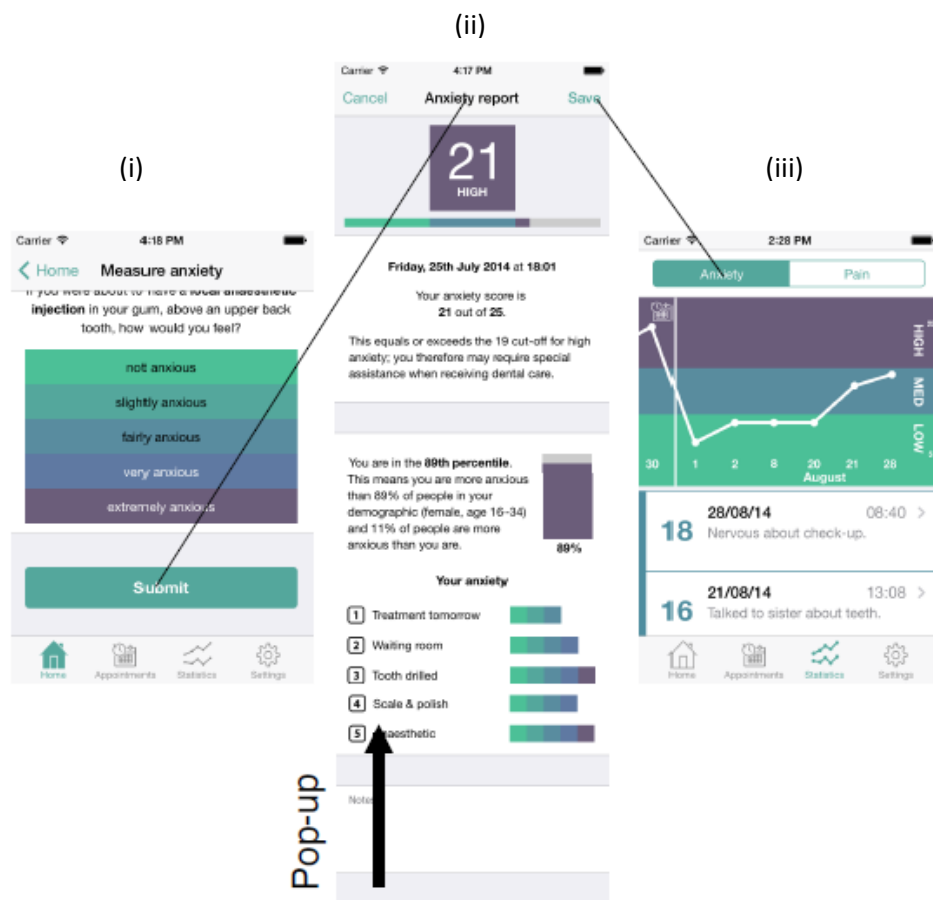 (ii)
Carrier 4:17 PM
Cancel Anxiety report Save
21
HIGH
Friday, 25th July 2014 at 18:01
Your anxiety score is
21 out of 25.
This equals or exceeds the 19 cut-off for high
anxiety; you therefore may require special
assistance when receiving dental care.
You are in the 89th percentile.
This means you are more anxious
than 89% of people in your
demographic (female, age 16-34)
and 11% of people are more
anxious than you are.
89%
Your anxiety
1 Treatment tomorrow
2 Waiting room
3 Tooth drilled
4 Scale & polish
5
Notes
Pop-up
(i)
Carrier 4:18 PM
Home Measure anxiety
If you were about to have a local anaesthetic
injection in your gum, above an upper back
tooth, how would you feel?
not anxious
slightly anxious
fairly anxious
very anxious
extremely anxious
Submit
Home Appointments Statistics Settings
(iii)
Carrier 2:28 PM
Anxiety Pain
HIGH
MED
LOW
30 1 2 8 20 21 28
August
28/08/14 08:40
18 Nervous about check-up.
21/08/14 13:08
16 Talked to sister about teeth.
Home Appointments Statistics Settings